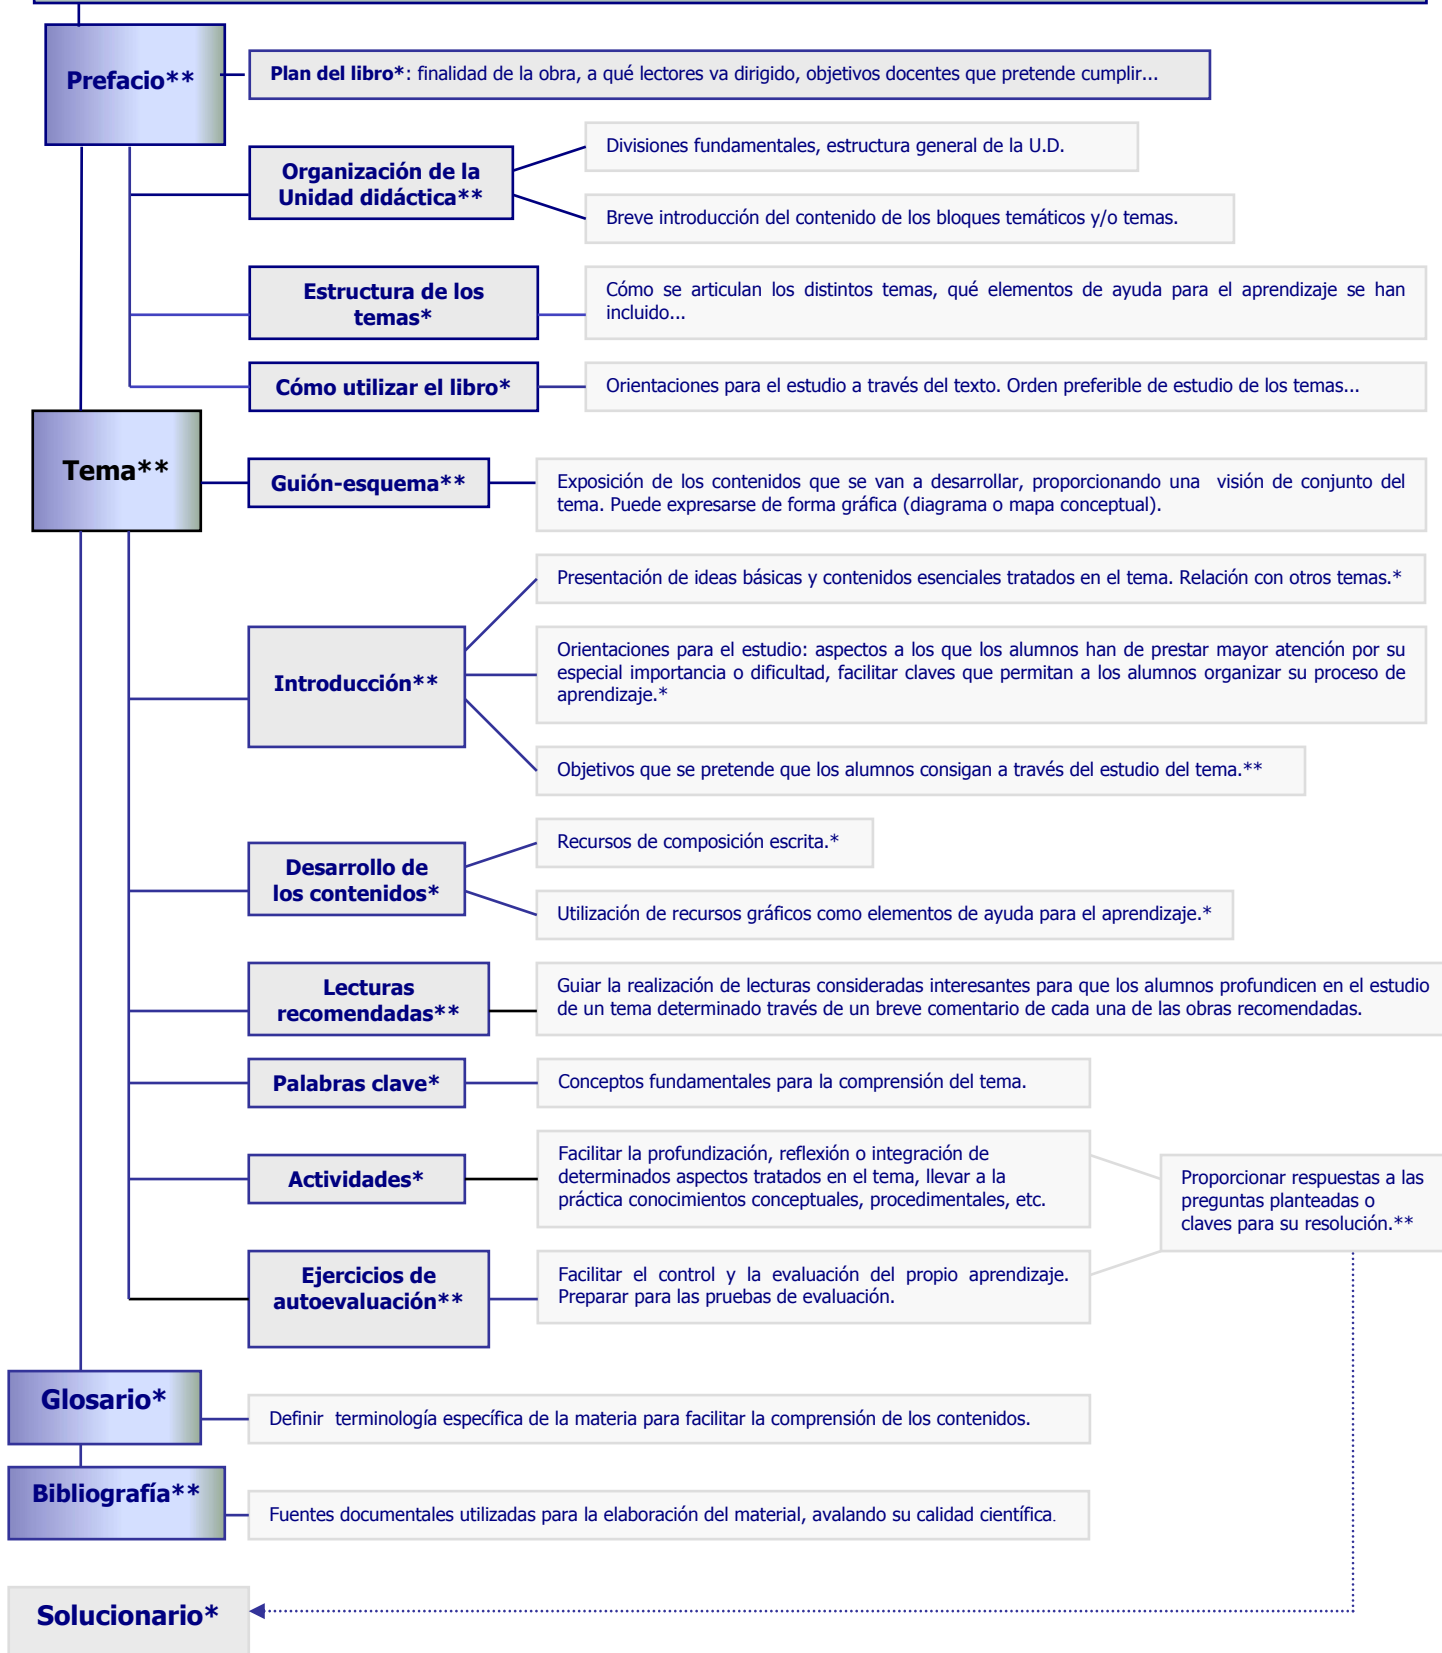 Prefacio**
Plan del libro*: finalidad de la obra, a qué lectores va dirigido, objetivos docentes que pretende cumplir...
Organización de la
Unidad didáctica**
Divisiones fundamentales, estructura general de la U.D.
Breve introducción del contenido de los bloques temáticos y/o temas.
Estructura de los
temas*
Cómo se articulan los distintos temas, qué elementos de ayuda para el aprendizaje se han
incluido...
Cómo utilizar el libro*
Orientaciones para el estudio a través del texto. Orden preferible de estudio de los temas...
Tema**
Guión-esquema**
Exposición de los contenidos que se van a desarrollar, proporcionando una visión de conjunto del
tema. Puede expresarse de forma gráfica (diagrama o mapa conceptual).
Introducción**
Presentación de ideas básicas y contenidos esenciales tratados en el tema. Relación con otros temas.*
Orientaciones para el estudio: aspectos a los que los alumnos han de prestar mayor atención por su
especial importancia o dificultad, facilitar claves que permitan a los alumnos organizar su proceso de
aprendizaje.*
Objetivos que se pretende que los alumnos consigan a través del estudio del tema.**
Desarrollo de
los contenidos*
Recursos de composición escrita.*
Utilización de recursos gráficos como elementos de ayuda para el aprendizaje.*
Lecturas
recomendadas**
Guiar la realización de lecturas consideradas interesantes para que los alumnos profundicen en el estudio
de un tema determinado través de un breve comentario de cada una de las obras recomendadas.
Palabras clave*
Conceptos fundamentales para la comprensión del tema.
Actividades*
Facilitar la profundización, reflexión o integración de
determinados aspectos tratados en el tema, llevar a la
práctica conocimientos conceptuales, procedimentales, etc.
Proporcionar respuestas a las
preguntas planteadas o
claves para su resolución.**
Ejercicios de
autoevaluación**
Facilitar el control y la evaluación del propio aprendizaje.
Preparar para las pruebas de evaluación.
Glosario*
Definir terminología específica de la materia para facilitar la comprensión de los contenidos.
Bibliografía**
Fuentes documentales utilizadas para la elaboración del material, avalando su calidad científica.
Solucionario*